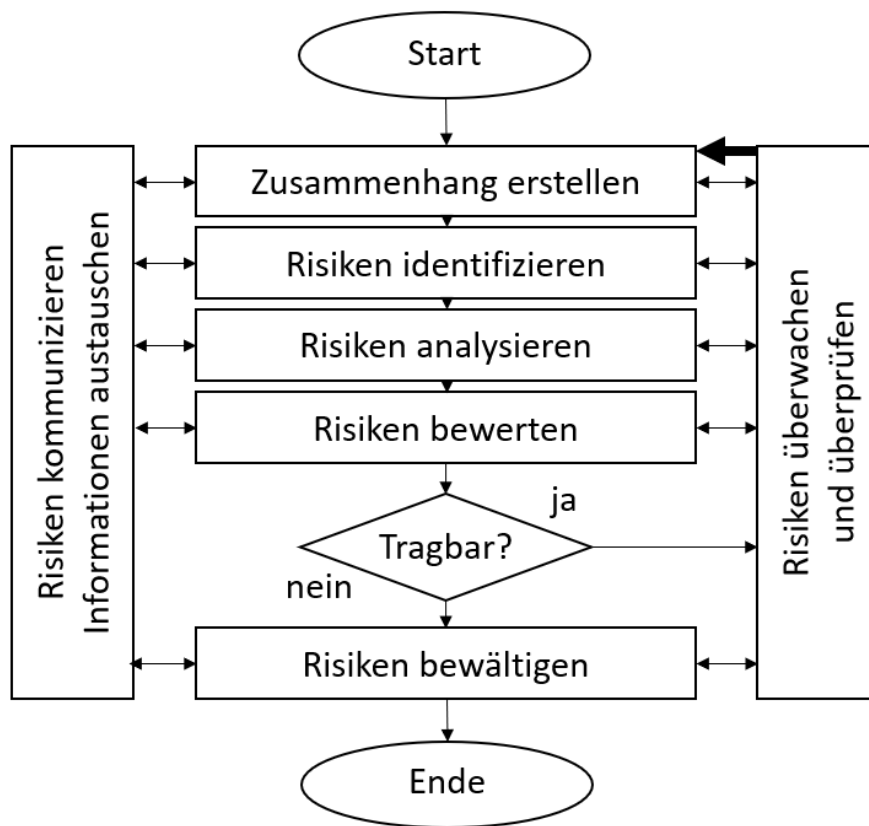 Start
Zusammenhang erstellen
Risiken identifizieren
Risiken analysieren
Risiken bewerten
ja
Tragbar?
nein
Risiken bewältigen
Ende
Risiken kommunizieren
Informationen austauschen
Risiken überwachen
und überprüfen